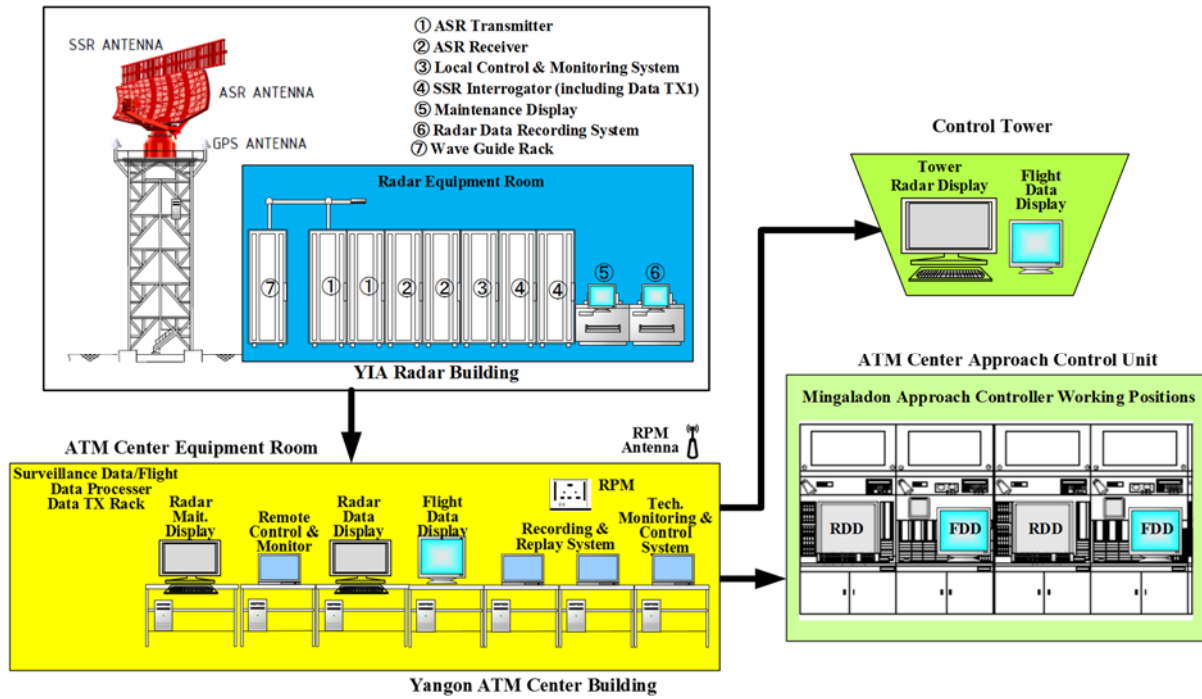 SSR ANTENNA
ASR ANTENNA
GPS ANTENNA
① ASR Transmitter
② ASR Receiver
③ Local Control & Monitoring System
④ SSR Interrogator (including Data TX1)
⑤ Maintenance Display
⑥ Radar Data Recording System
⑦ Wave Guide Rack
Radar Equipment Room
⑦
①
①
②
②
③
④
④
⑤
⑥
YIA Radar Building
Control Tower
Tower
Radar Display
Flight
Data
Display
ATM Center Approach Control Unit
Mingaladon Approach Controller Working Positions
RDD
FDD
RDD
FDD
ATM Center Equipment Room
RPM
Antenna
Surveillance Data/Flight
Data Processer
Data TX Rack
Radar
Mait.
Display
Remote
Control &
Monitor
Radar
Data
Display
Flight
Data
Display
RPM
Recording &
Replay System
Tech.
Monitoring &
Control
System
Yangon ATM Center Building